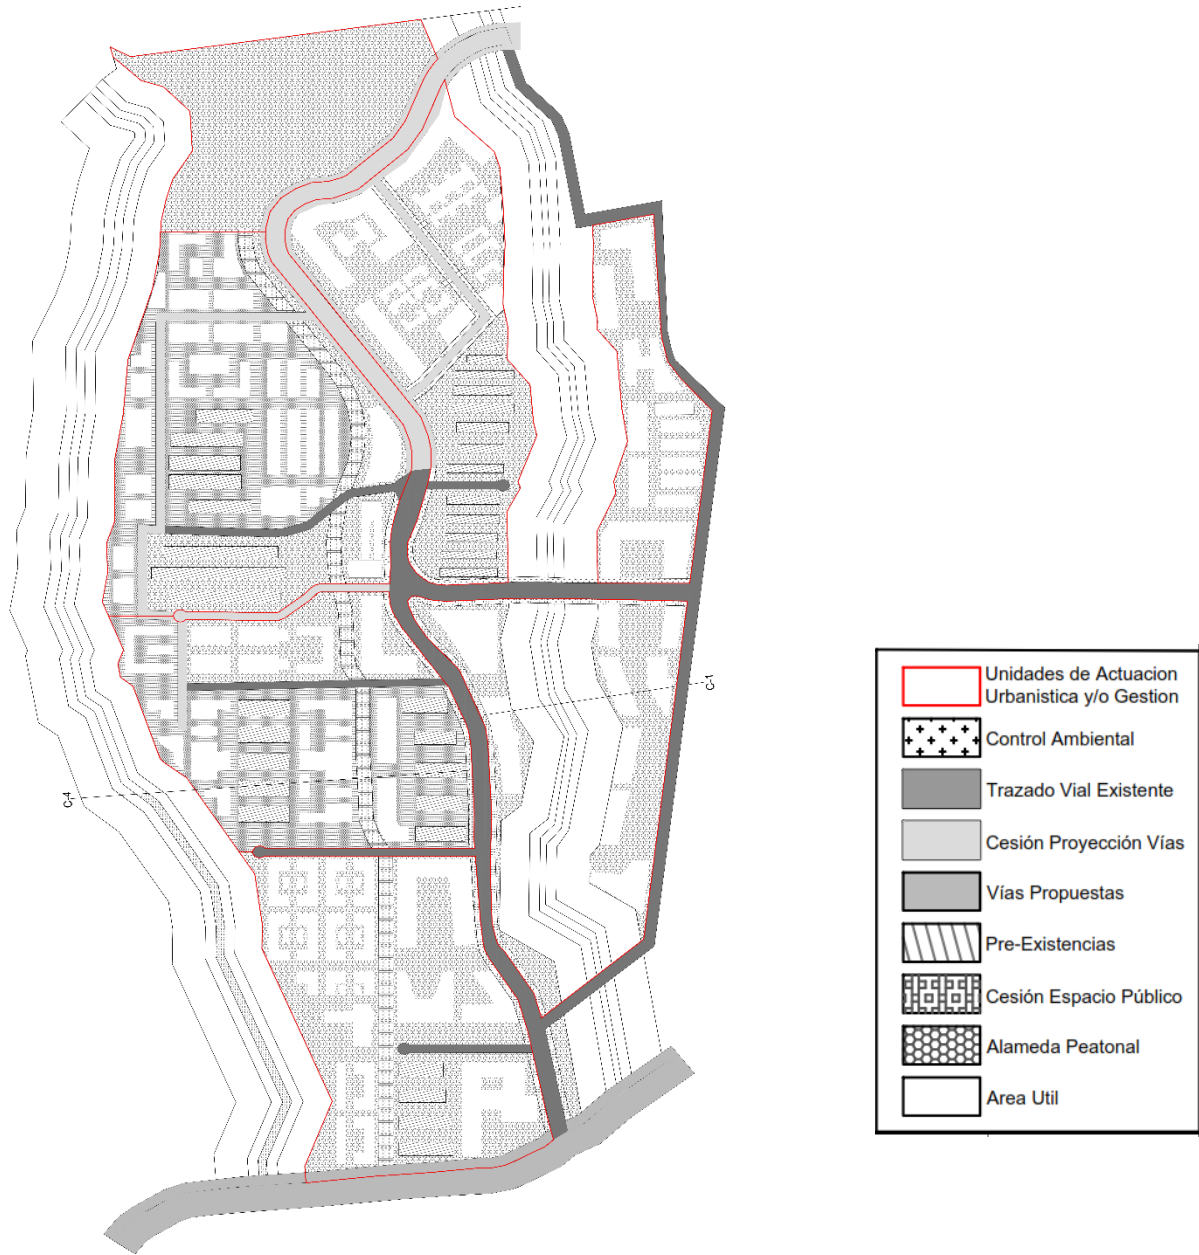 C-1
C-4
Unidades de Actuacion
Urbanistica y/o Gestion
Control Ambiental
Trazado Vial Existente
Cesión Proyección Vías
Vías Propuestas
Pre-Existencias
Cesión Espacio Público
Alameda Peatonal
Area Util